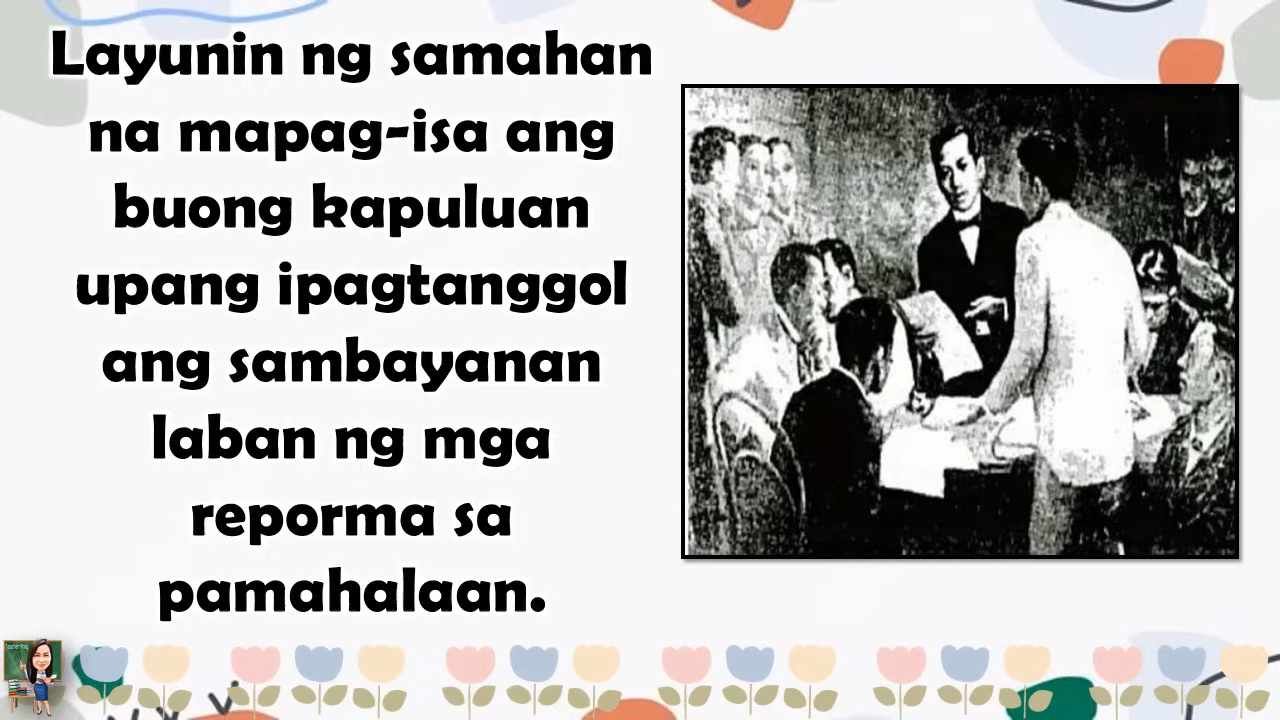 Layunin ng samahan
na mapag-isa ang
buong kapuluan
upang ipagtanggol
ang sambayanan
laban ng mga
reporma sa
pamahalaan.